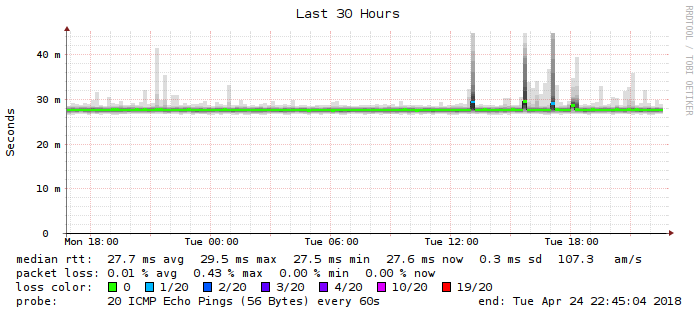 Last 30 Hours
RRDTOOL / TOBI OETIKER
Seconds
40 m
30 m
20 m
10 m
0
Mon 18:00 Tue 00:00 Tue 06:00 Tue 12:00 Tue 18:00
median rtt: 27.7 ms avg 29.5 ms max 27.5 ms min 27.6 ms now 0.3 ms sd 107.3 am/s
packet loss: 0.01 % avg 0.43 % max 0.00 % min 0.00 % now
loss color: 0 1/20 2/20 3/20 4/20 10/20 19/20
probe: 20 ICMP Echo Pings (56 Bytes) every 60s end: Tue Apr 24 22:45:04 2018